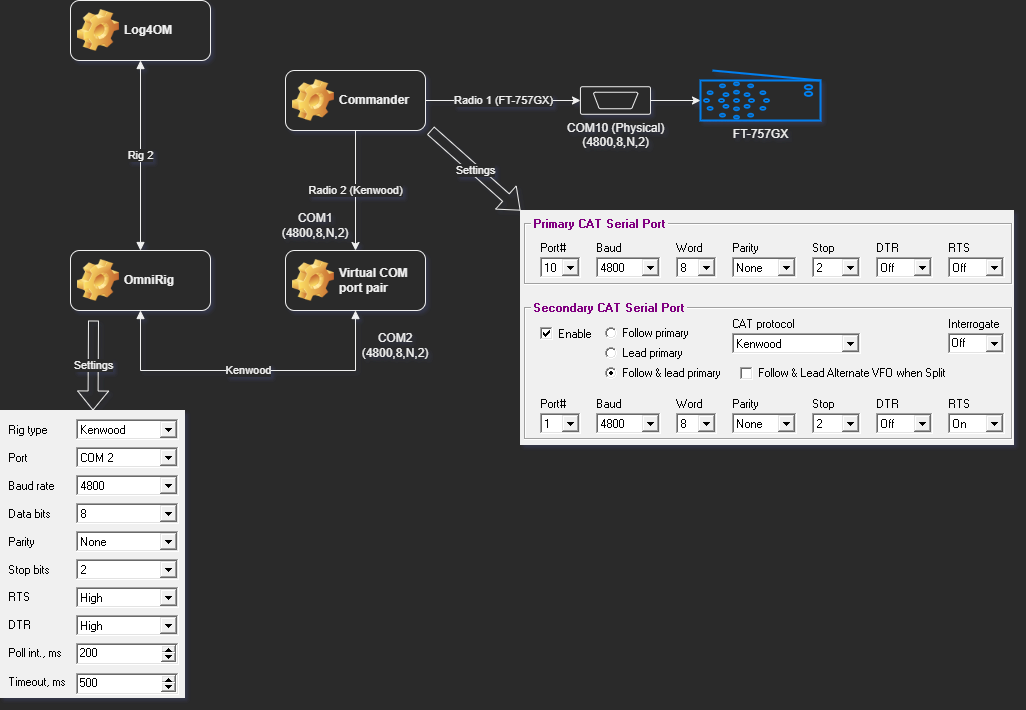 Log4OM
Rig 2
OmniRig
Commander
Radio 1 (FT-757GX)
COM10 (Physical)
(4800,8,N,2)
FT-757GX
Settings
Radio 2 (Kenwood)
COM1
(4800,8,N,2)
Virtual COM
port pair
COM2
(4800,8,N,2)
Kenwood
Settings
Primary CAT Serial Port
Port# Baud Word Parity Stop DTR RTS
10 4800 8 None 2 Off Off
Secondary CAT Serial Port
Enable
Follow primary
Lead primary
Follow & lead primary
CAT protocol
Kenwood
Interrogate
Off
Follow & Lead Alternate VFO when Split
Port# Baud Word Parity Stop DTR RTS
1 4800 8 None 2 Off On
Rig type Kenwood
Port COM 2
Baud rate 4800
Data bits 8
Parity None
Stop bits 2
RTS High
DTR High
Poll int., ms 200
Timeout, ms 500